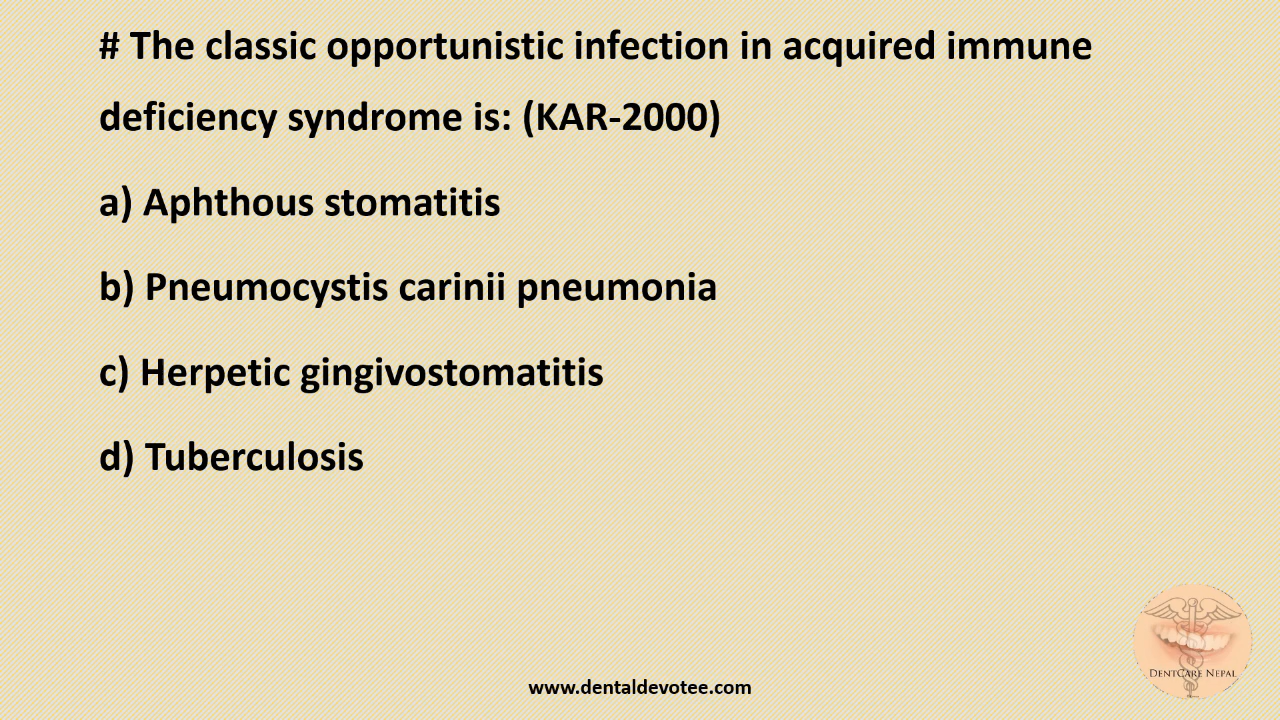 # The classic opportunistic infection in acquired immune
deficiency syndrome is: (KAR-2000)
a) Aphthous stomatitis
b) Pneumocystis carinii pneumonia
c) Herpetic gingivostomatitis
d) Tuberculosis
DENTCARE NEPAL
www.dentaldevotee.com